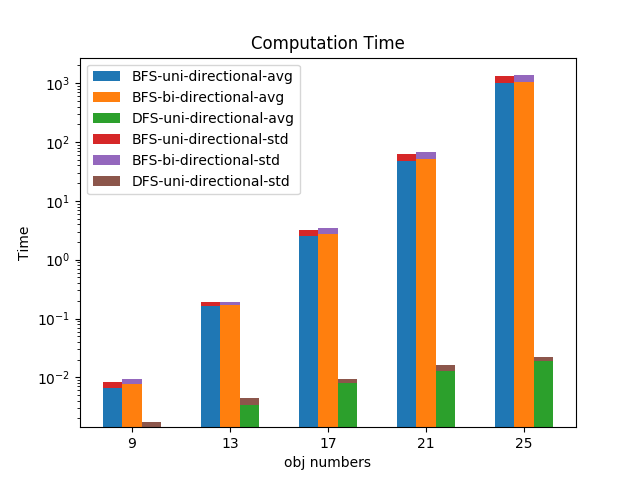 Computation Time
BFS-uni-directional-avg
BFS-bi-directional-avg
DFS-uni-directional-avg
BFS-uni-directional-std
BFS-bi-directional-std
DFS-uni-directional-std
Time
10³
10²
10¹
10⁰
10⁻¹
10⁻²
9 13 17 21 25
obj numbers